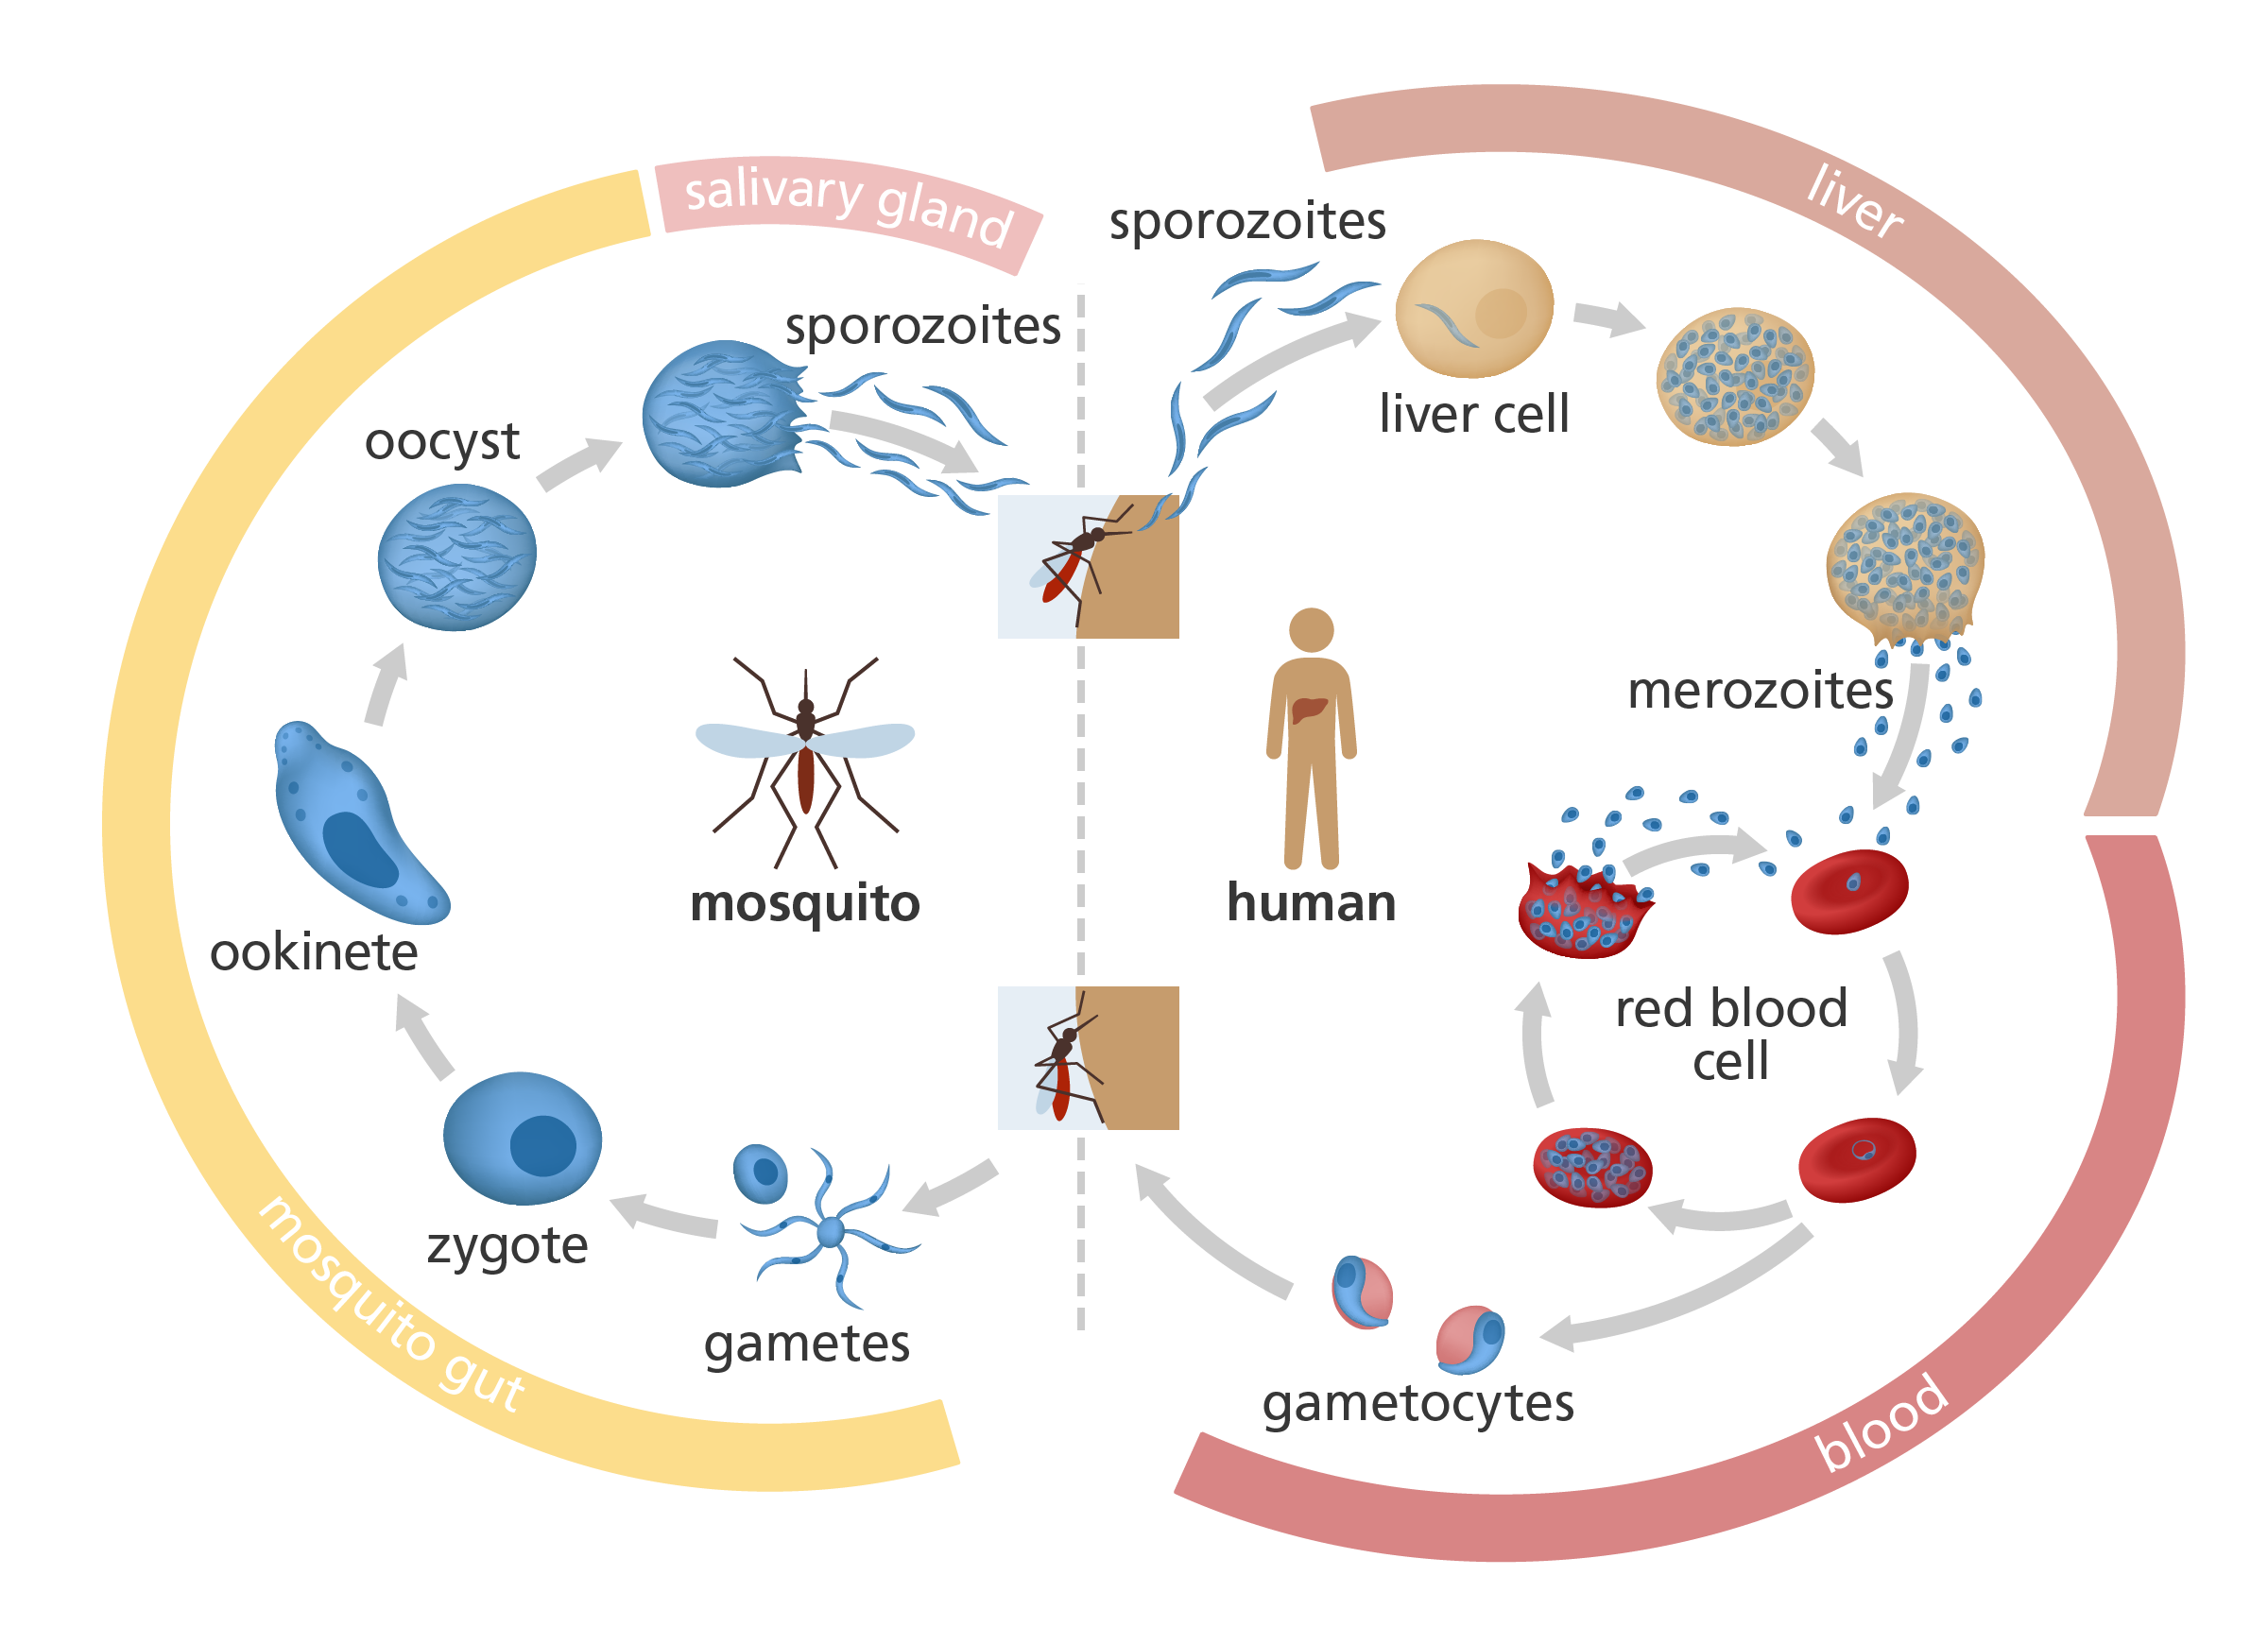 salivary gland
liver
sporozoites
sporozoites
liver cell
oocyst
merozoites
mosquito
human
ookinete
red blood
cell
zygote
gametes
gametocytes
mosquito gut
blood